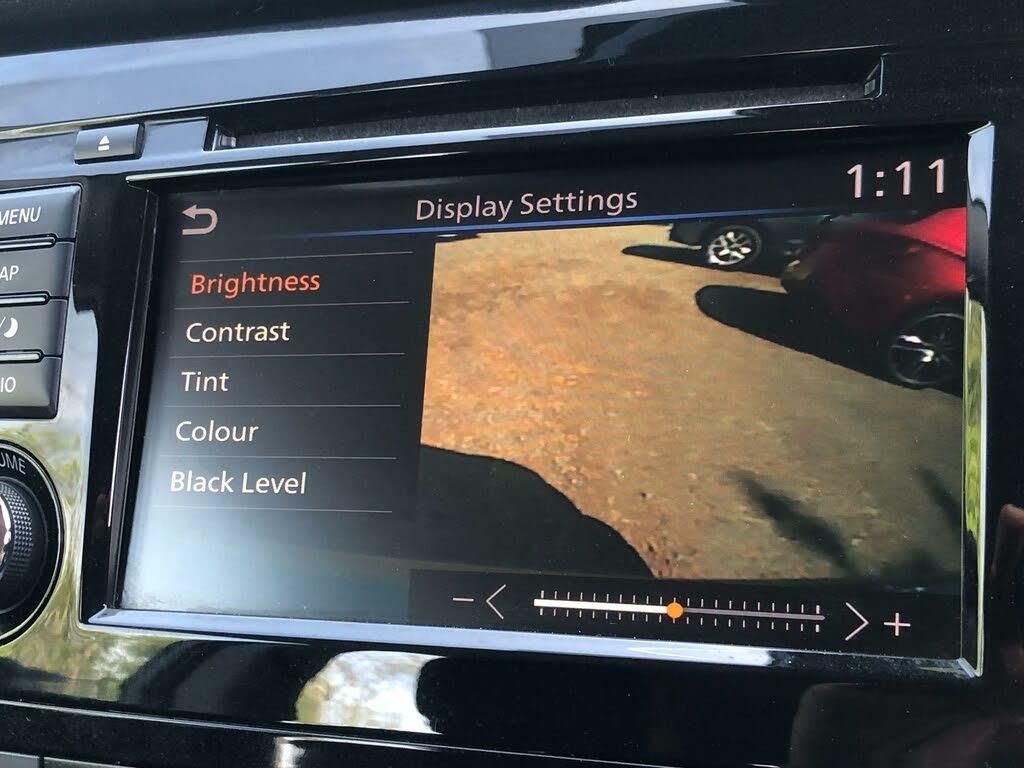 Display Settings
1:11
MENU
Brightness
AP
Contrast
Tint
IO
Colour
UME
Black Level